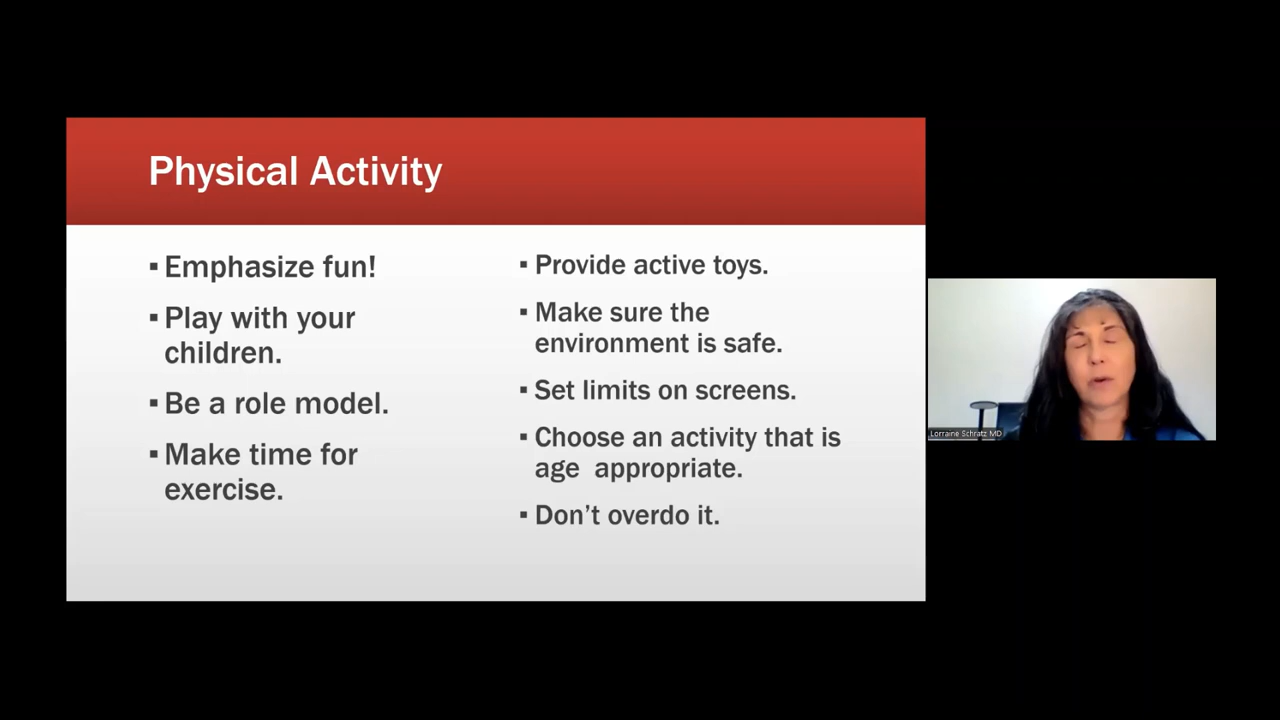 Physical Activity
▪ Emphasize fun!
▪ Play with your
children.
▪ Be a role model.
▪ Make time for
exercise.
▪ Provide active toys.
▪ Make sure the
environment is safe.
▪ Set limits on screens.
▪ Choose an activity that is
age  appropriate.
▪ Don’t overdo it.
Lorraine Schratz MD